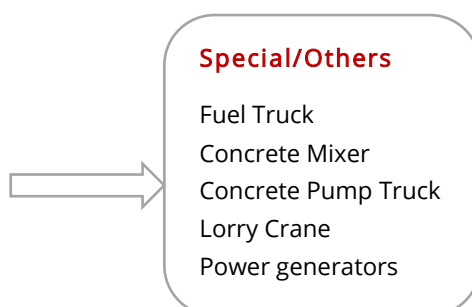 Special/Others
Fuel Truck
Concrete Mixer
Concrete Pump Truck
Lorry Crane
Power generators